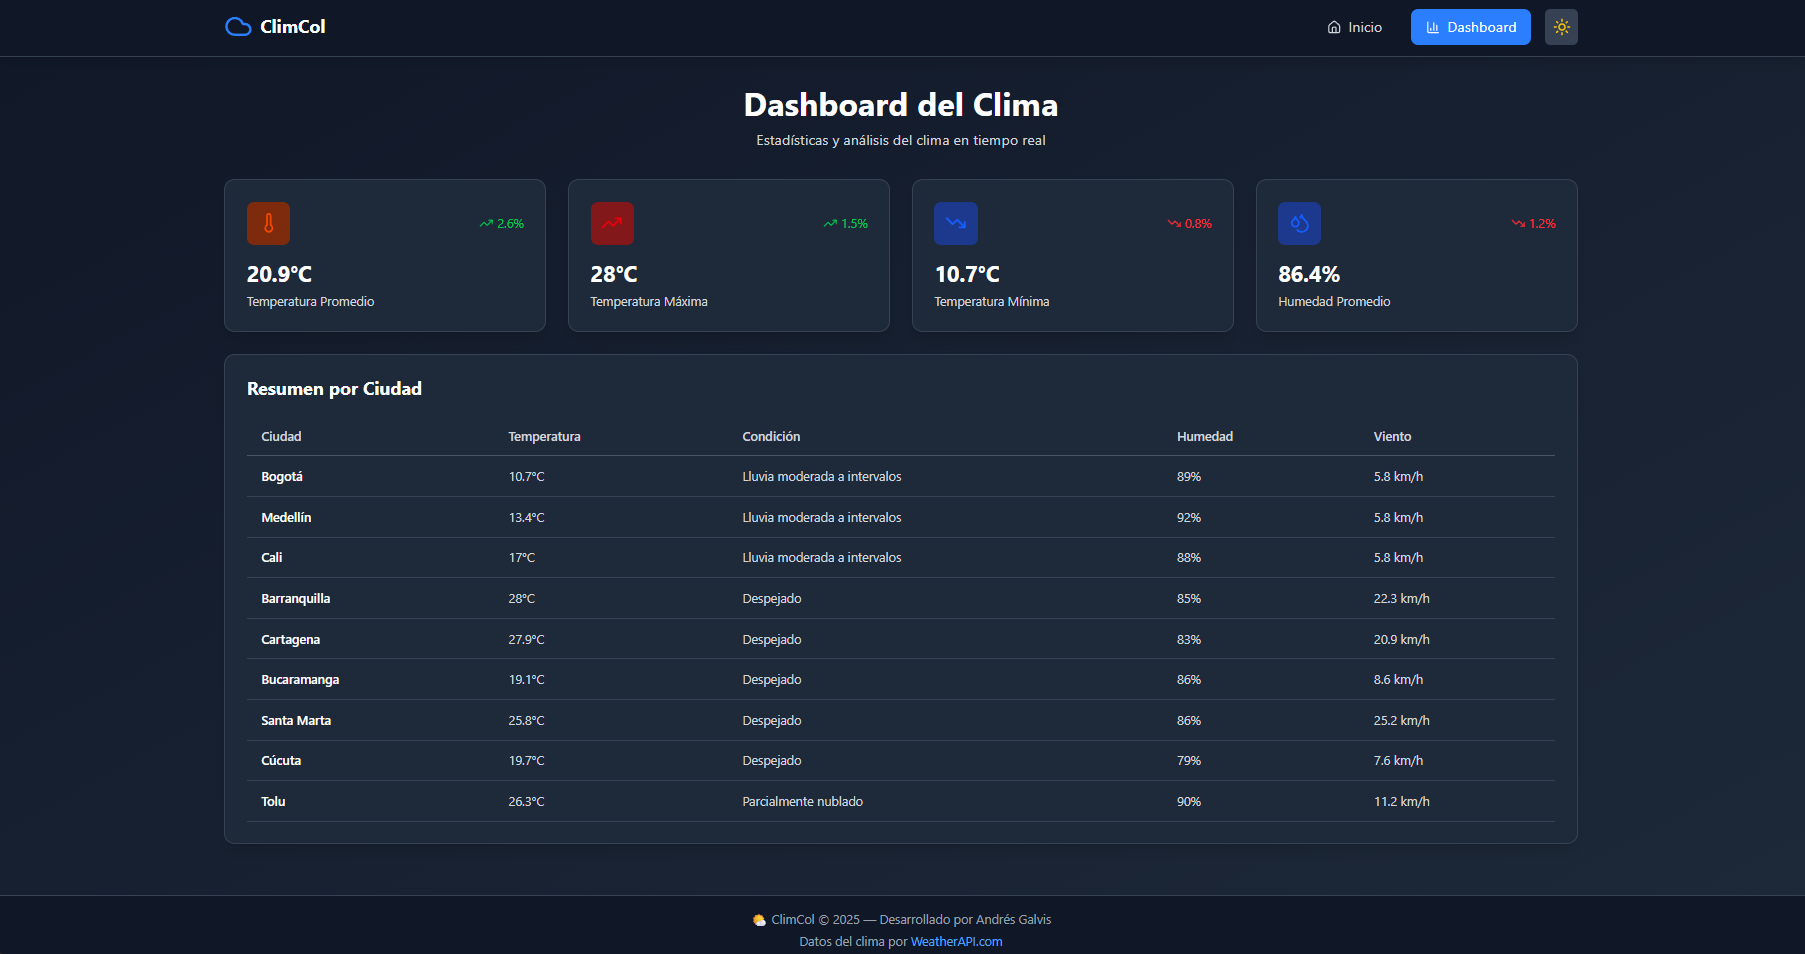 ClimCol
Inicio
Dashboard
Dashboard del Clima
Estadísticas y análisis del clima en tiempo real
2.6%
20.9°C
Temperatura Promedio
1.5%
28°C
Temperatura Máxima
0.8%
10.7°C
Temperatura Mínima
1.2%
86.4%
Humedad Promedio
Resumen por Ciudad
Ciudad Temperatura Condición Humedad Viento
Bogotá 10.7°C Lluvia moderada a intervalos 89% 5.8 km/h
Medellín 13.4°C Lluvia moderada a intervalos 92% 5.8 km/h
Cali 17°C Lluvia moderada a intervalos 88% 5.8 km/h
Barranquilla 28°C Despejado 85% 22.3 km/h
Cartagena 27.9°C Despejado 83% 20.9 km/h
Bucaramanga 19.1°C Despejado 86% 8.6 km/h
Santa Marta 25.8°C Despejado 86% 25.2 km/h
Cúcuta 19.7°C Despejado 79% 7.6 km/h
Tolu 26.3°C Parcialmente nublado 90% 11.2 km/h
ClimCol © 2025 — Desarrollado por Andrés Galvis
Datos del clima por WeatherAPI.com